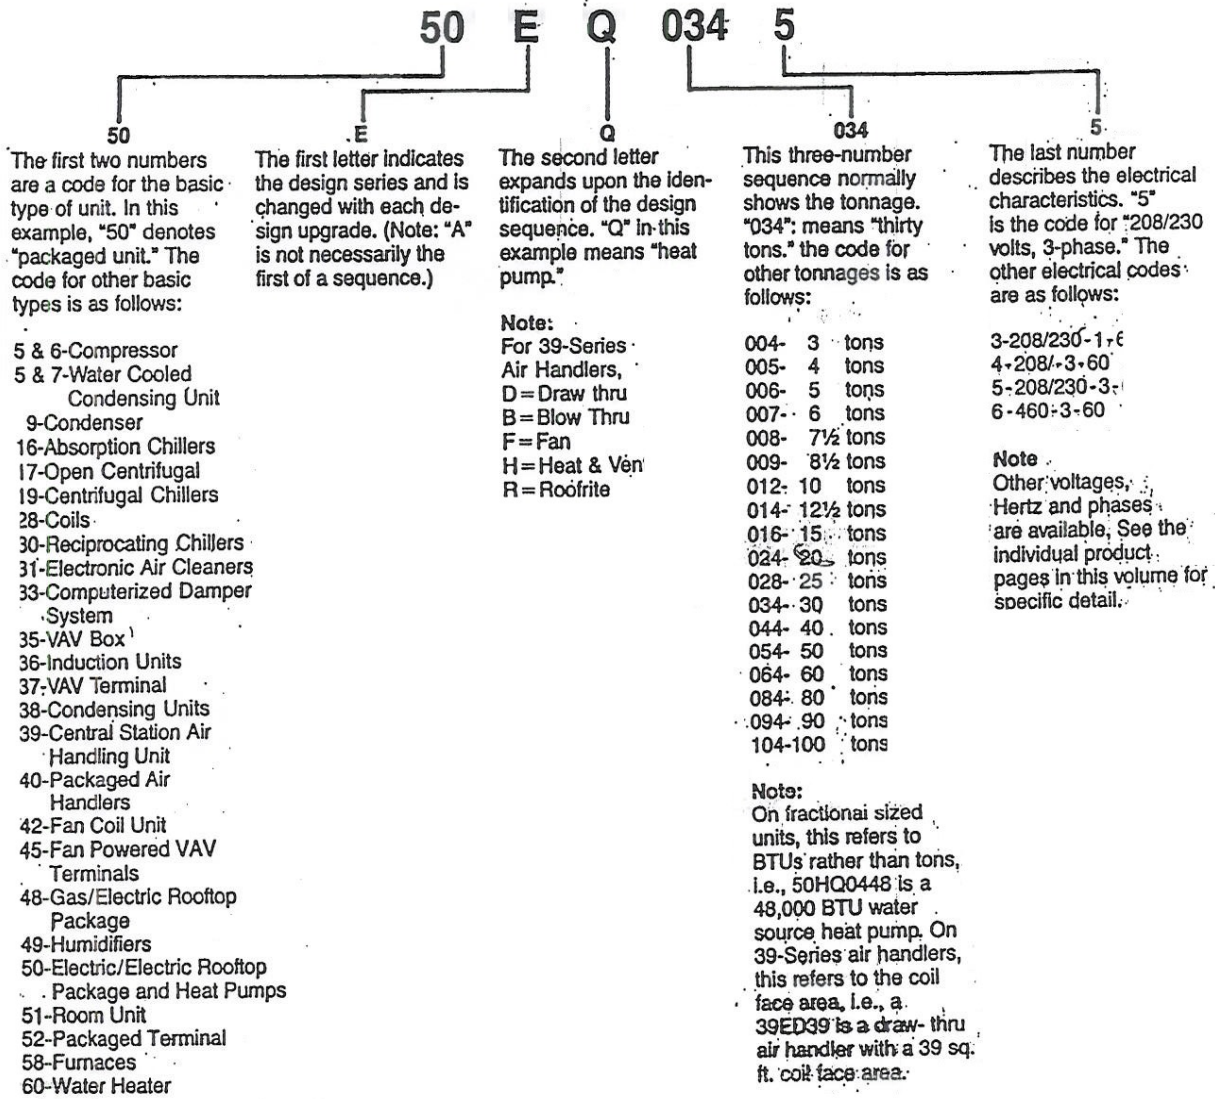 50 E Q 034 5
50
The first two numbers
are a code for the basic
type of unit. In this
example, "50" denotes
"packaged unit." The
code for other basic
types is as follows:
5 & 6-Compressor
5 & 7-Water Cooled
Condensing Unit
9-Condenser
16-Absorption Chillers
17-Open Centrifugal
19-Centrifugal Chillers
28-Coils
30-Reciprocating Chillers
31-Electronic Air Cleaners
33-Computerized Damper
System
35-VAV Box
36-Induction Units
37-VAV Terminal
38-Condensing Units
39-Central Station Air
Handling Unit
40-Packaged Air
Handlers
42-Fan Coil Unit
45-Fan Powered VAV
Terminals
48-Gas/Electric Rooftop
Package
49-Humidifiers
50-Electric/Electric Rooftop
Package and Heat Pumps
51-Room Unit
52-Packaged Terminal
58-Furnaces
60-Water Heater
E
The first letter indicates
the design series and is
changed with each de-
sign upgrade. (Note: "A"
is not necessarily the
first of a sequence.)
Q
The second letter
expands upon the iden-
tification of the design
sequence. "Q" in this
example means "heat
pump."
Note:
For 39-Series
Air Handlers,
D=Draw thru
B=Blow Thru
F=Fan
H=Heat & Ven
R=Roofrite
034
This three-number
sequence normally
shows the tonnage.
"034": means "thirty
tons." the code for
other tonnages is as
follows:
004- 3 tons
005- 4 tons
006- 5 tons
007- 6 tons
008- 7½ tons
009- 8½ tons
012- 10 tons
014- 12½ tons
016- 15 tons
024- 20 tons
028- 25 tons
034- 30 tons
044- 40 tons
054- 50 tons
064- 60 tons
084- 80 tons
094- 90 tons
104-100 tons
Note:
On fractional sized
units, this refers to
BTUs rather than tons,
i.e., 50HQ0448 is a
48,000 BTU water
source heat pump. On
39-Series air handlers,
this refers to the coil
face area, i.e., a
39ED39 is a draw- thru
air handler with a 39 sq.
ft. coil face area.
5
The last number
describes the electrical
characteristics. "5"
is the code for "208/230
volts, 3-phase." The
other electrical codes
are as follows:
3-208/230-1-6
4-208/-3-60
5-208/230-3-
6-460-3-60
Note
Other voltages,
Hertz and phases
are available, See the
individual product
pages in this volume for
specific detail.